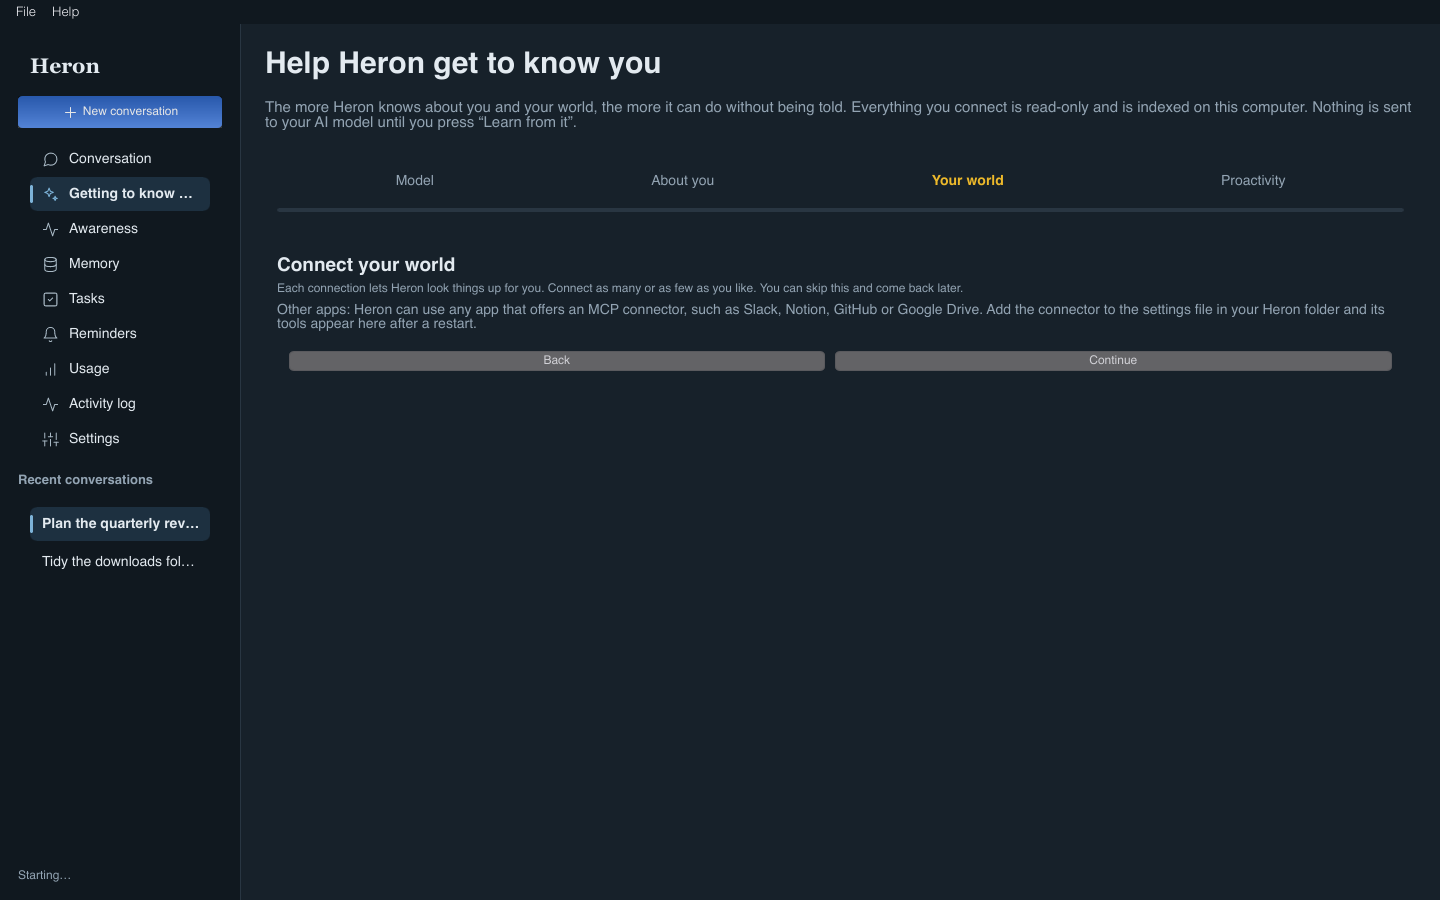 File Help
Heron
New conversation
Conversation
Getting to know …
Awareness
Memory
Tasks
Reminders
Usage
Activity log
Settings
Recent conversations
Plan the quarterly rev…
Tidy the downloads fol…
Starting…
Help Heron get to know you
The more Heron knows about you and your world, the more it can do without being told. Everything you connect is read-only and is indexed on this computer. Nothing is sent
to your AI model until you press “Learn from it”.
Model About you Your world Proactivity
Connect your world
Each connection lets Heron look things up for you. Connect as many or as few as you like. You can skip this and come back later.
Other apps: Heron can use any app that offers an MCP connector, such as Slack, Notion, GitHub or Google Drive. Add the connector to the settings file in your Heron folder and its
tools appear here after a restart.
Back Continue